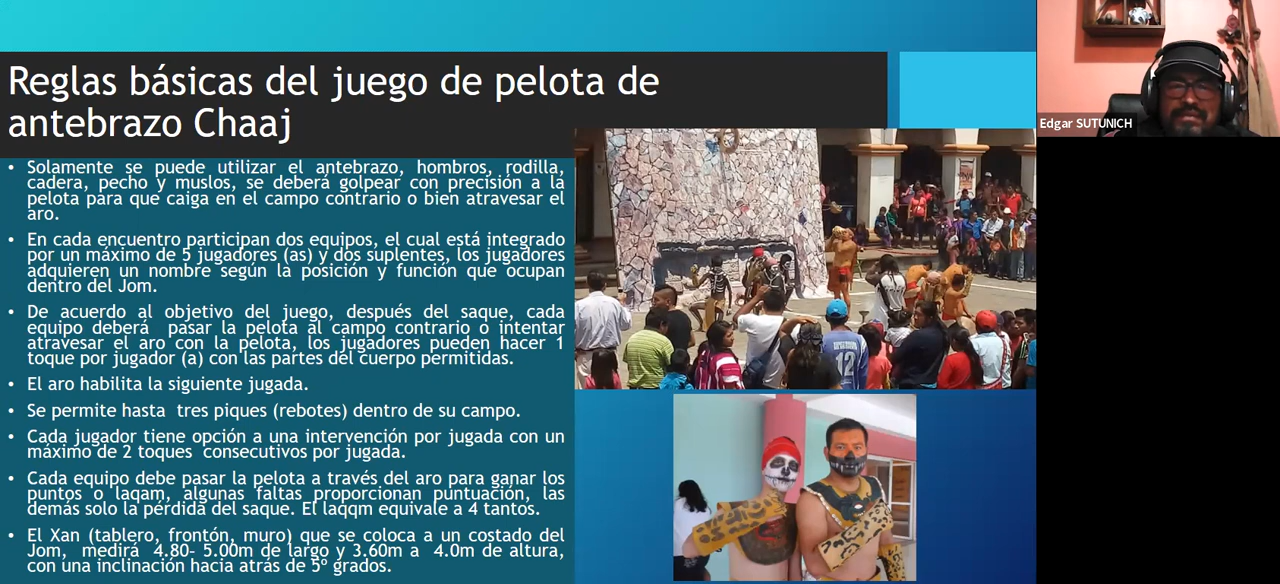 Reglas básicas del juego de pelota de
antebrazo Chaaj
• Solamente se puede utilizar el antebrazo, hombros, rodilla,
cadera, pecho y muslos, se deberá golpear con precisión a la
pelota para que caiga en el campo contrario o bien atravesar el
aro.
• En cada encuentro participan dos equipos, el cual está integrado
por un máximo de 5 jugadores (as) y dos suplentes, los jugadores
adquieren un nombre según la posición y función que ocupan
dentro del Jom.
• De acuerdo al objetivo del juego, después del saque, cada
equipo deberá pasar la pelota al campo contrario o intentar
atravesar el aro con la pelota, los jugadores pueden hacer 1
toque por jugador (a) con las partes del cuerpo permitidas.
• El aro habilita la siguiente jugada.
• Se permite hasta tres piques (rebotes) dentro de su campo.
• Cada jugador tiene opción a una intervención por jugada con un
máximo de 2 toques consecutivos por jugada.
• Cada equipo debe pasar la pelota a través del aro para ganar los
puntos o laqam, algunas faltas proporcionan puntuación, las
demás solo la pérdida del saque. El laqqm equivale a 4 tantos.
• El Xan (tablero, frontón, muro) que se coloca a un costado del
Jom, medirá 4.80- 5.00m de largo y 3.60m a 4.0m de altura,
con una inclinación hacia atrás de 5º grados.
12
Edgar SUTUNICH